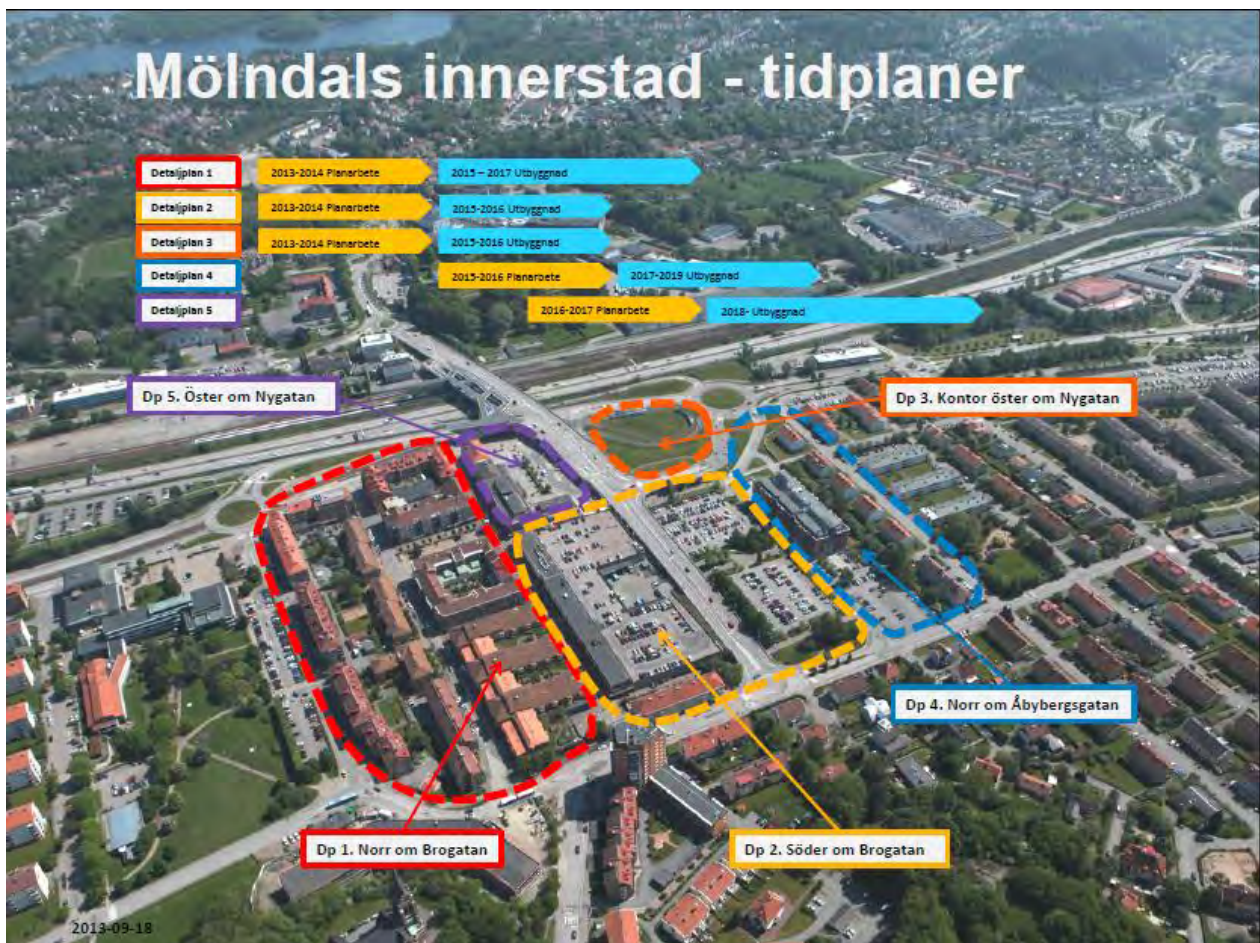 Mölndals innerstad - tidplaner
Detaljplan 1 2013-2014 Planarbete 2015 – 2017 Utbyggnad
Detaljplan 2 2013-2014 Planarbete 2015-2016 Utbyggnad
Detaljplan 3 2013-2014 Planarbete 2015-2016 Utbyggnad
Detaljplan 4 2015-2016 Planarbete 2017-2019 Utbyggnad
Detaljplan 5 2016-2017 Planarbete 2018- Utbyggnad
Dp 5. Öster om Nygatan
Dp 3. Kontor öster om Nygatan
Dp 4. Norr om Åbybergsgatan
Dp 1. Norr om Brogatan
Dp 2. Söder om Brogatan
2013-09-18